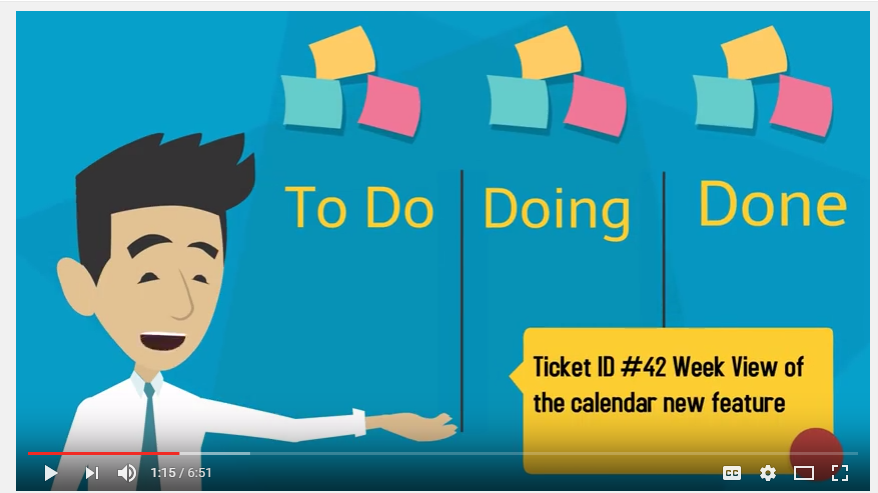 To Do Doing Done
Ticket ID #42 Week View of
the calendar new feature
1:15 / 6:51
CC